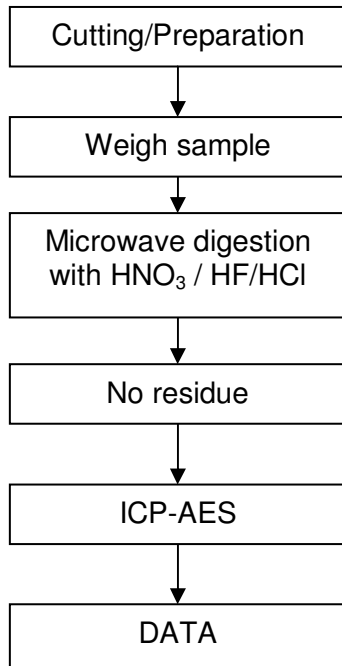 Cutting/Preparation
Weigh sample
Microwave digestion
with HNO₃ / HF/HCl
No residue
ICP-AES
DATA